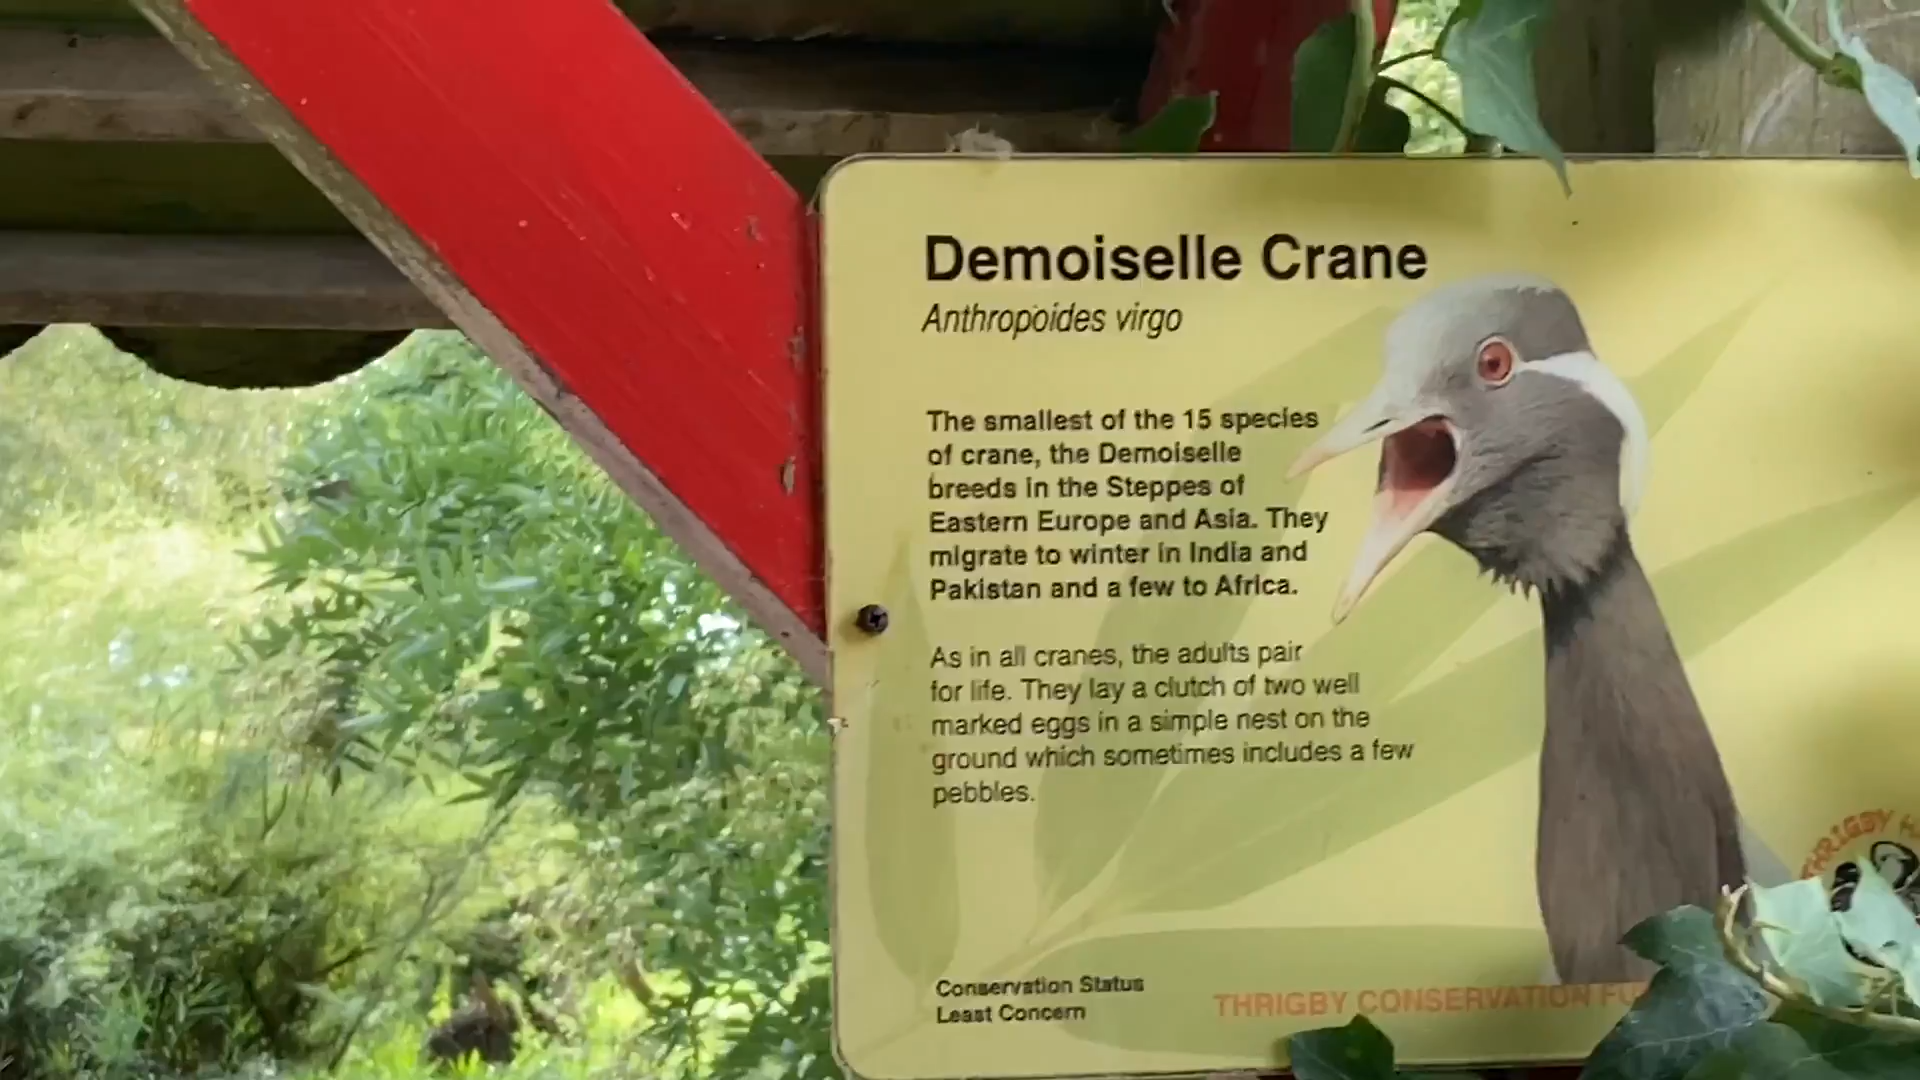 Demoiselle Crane
Anthropoides virgo
The smallest of the 15 species
of crane, the Demoiselle
breeds in the Steppes of
Eastern Europe and Asia. They
migrate to winter in India and
Pakistan and a few to Africa.
As in all cranes, the adults pair
for life. They lay a clutch of two well
marked eggs in a simple nest on the
ground which sometimes includes a few
pebbles.
THRIGBY
Conservation Status
Least Concern
THRIGBY CONSERVATION